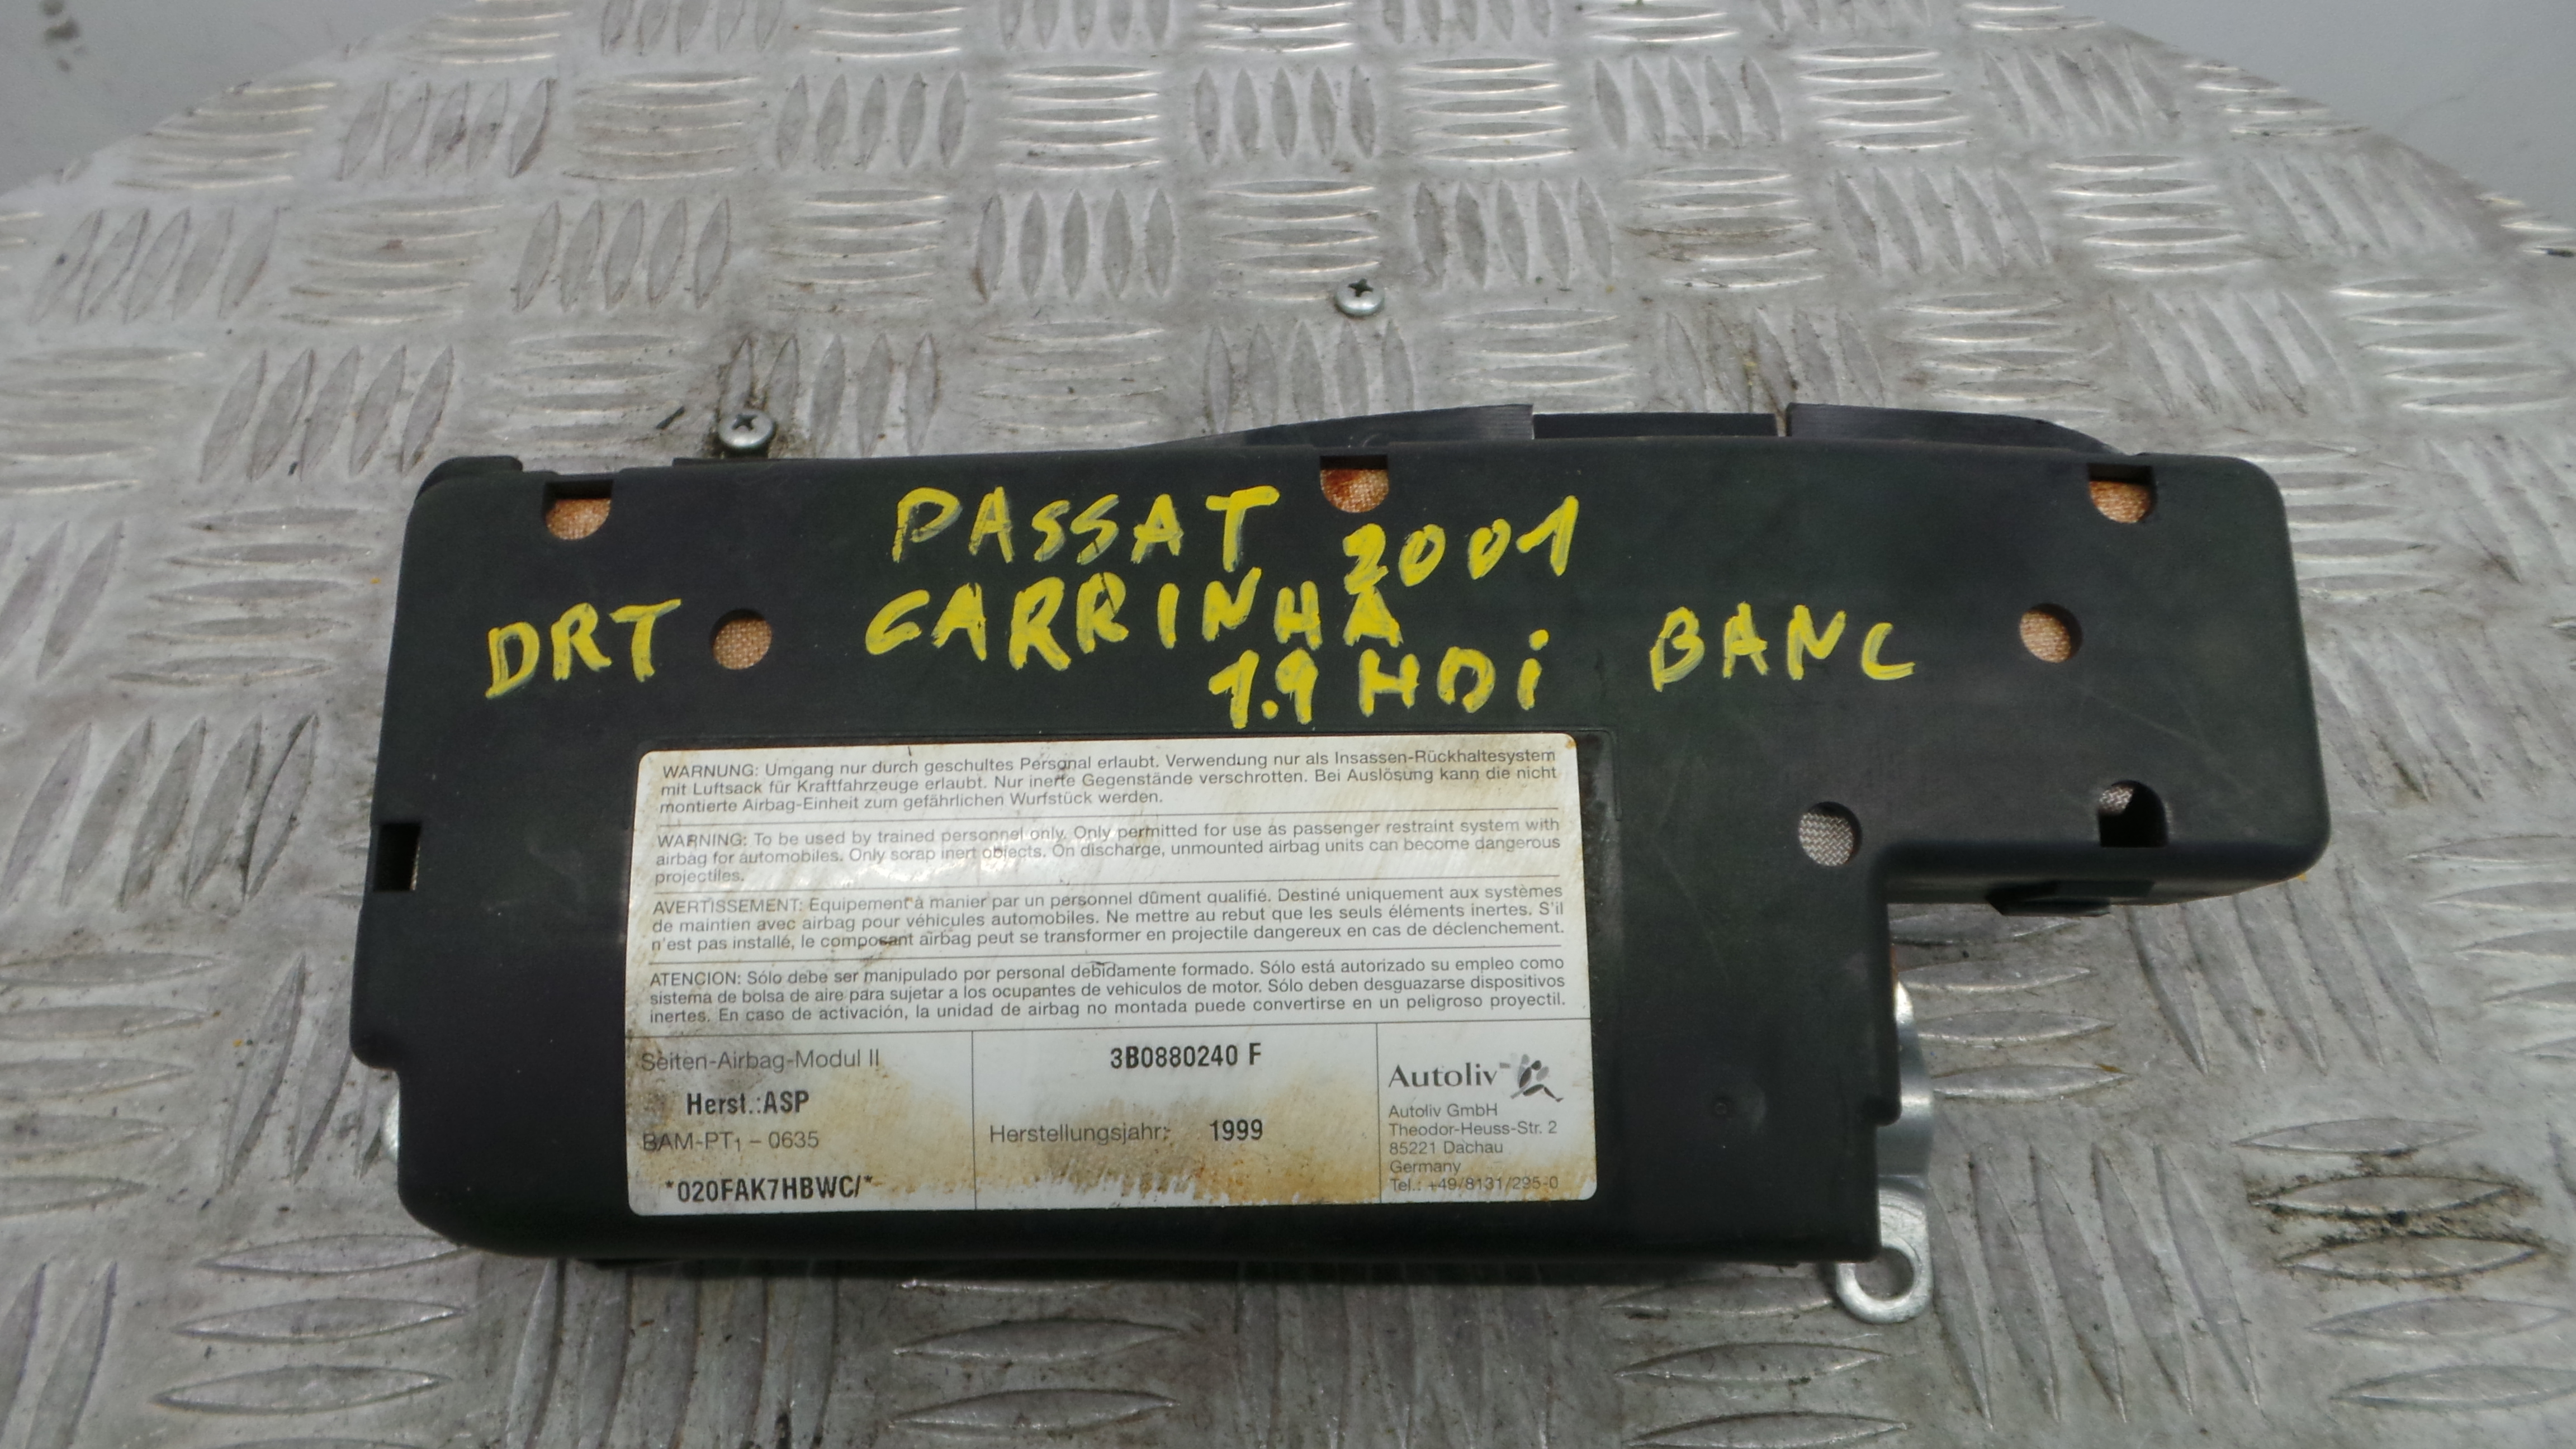 PASSAT 2001
DRT CARRINHA BANC
1.9 HDi
WARNUNG: Umgang nur durch geschultes Personal erlaubt. Verwendung nur als Insassen-Rückhaltesystem
mit Luftsack für Kraftfahrzeuge erlaubt. Nur inerte Gegenstände verschrotten. Bei Auslösung kann die nicht
montierte Airbag-Einheit zum gefährlichen Wurfstück werden.
WARNING: To be used by trained personnel only. Only permitted for use as passenger restraint system with
airbag for automobiles. Only scrap inert objects. On discharge, unmounted airbag units can become dangerous
projectiles.
AVERTISSEMENT: Equipement à manier par un personnel dûment qualifié. Destiné uniquement aux systèmes
de maintien avec airbag pour véhicules automobiles. Ne mettre au rebut que les seuls éléments inertes. S'il
n'est pas installé, le composant airbag peut se transformer en projectile dangereux en cas de déclenchement.
ATENCION: Sólo debe ser manipulado por personal debidamente formado. Sólo está autorizado su empleo como
sistema de bolsa de aire para sujetar a los ocupantes de vehiculos de motor. Sólo deben desguazarse dispositivos
inertes. En caso de activación, la unidad de airbag no montada puede convertirse en un peligroso proyectil.
Seiten-Airbag-Modul II
Herst.:ASP
BAM-PT1 - 0635
*020FAK7HBWC/*
3B0880240 F
Herstellungsjahr: 1999
Autoliv
Autoliv GmbH
Theodor-Heuss-Str. 2
85221 Dachau
Germany
Tel.: +49/8131/295-0